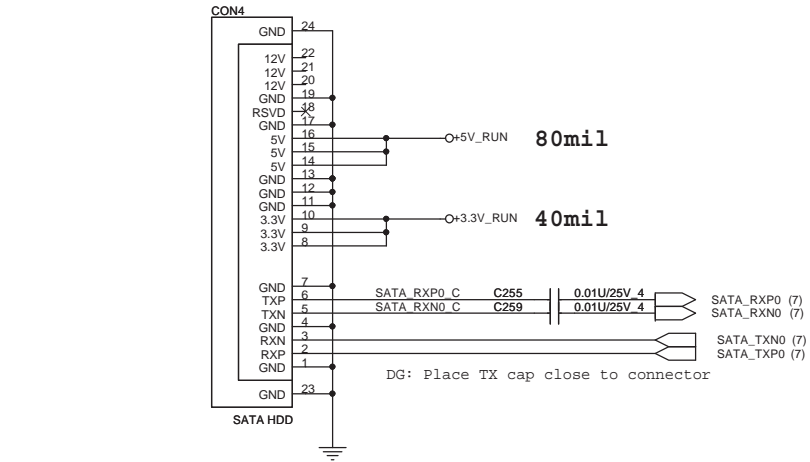 CON4
GND 24
12V 22
12V 21
12V 20
GND 19
RSVD 18
GND 17
5V 16
5V 15
5V 14
+5V_RUN 80mil
GND 13
GND 12
GND 11
3.3V 10
3.3V 9
3.3V 8
+3.3V_RUN 40mil
GND 7
TXP 6 SATA_RXP0_C C255 0.01U/25V_4 SATA_RXP0 (7)
TXN 5 SATA_RXN0_C C259 0.01U/25V_4 SATA_RXN0 (7)
GND 4
RXN 3 SATA_TXN0 (7)
RXP 2 SATA_TXP0 (7)
GND 1
DG: Place TX cap close to connector
GND 23
SATA HDD